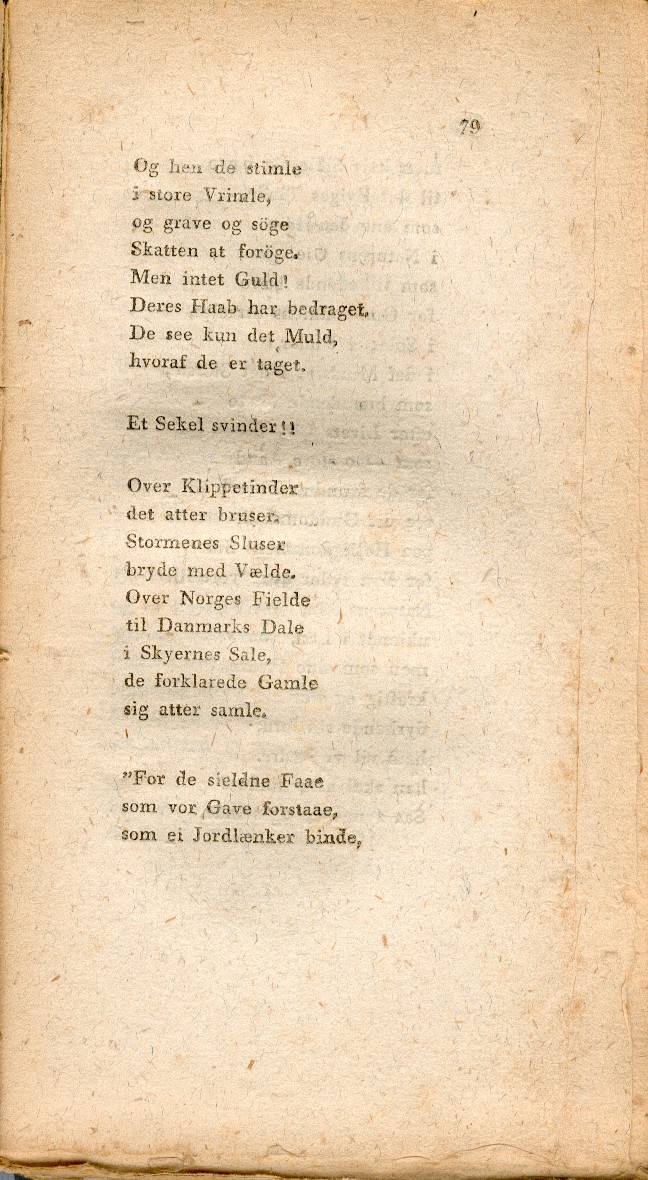 79
Og hen de stimle
i store Vrimle,
og grave og söge
Skatten at foröge.
Men intet Guld!
Deres Haab har bedraget.
De see kun det Muld,
hvoraf de er taget.
Et Sekel svinder!!
Over Klippetinder
det atter bruser.
Stormenes Sluser
bryde med Vælde.
Over Norges Fielde
til Danmarks Dale
i Skyernes Sale,
de forklarede Gamle
sig atter samle.
”For de sieldne Faae
som vor Gave forstaae,
som ei Jordlænker binde,